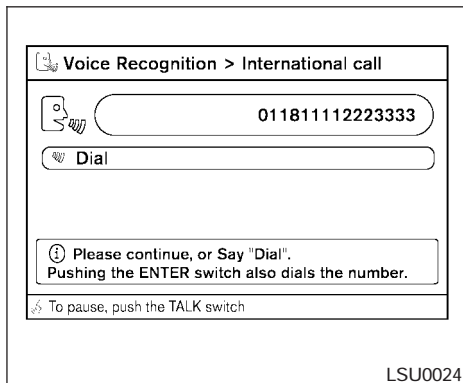 Voice Recognition > International call
011811112223333
Dial
Please continue, or Say "Dial".
Pushing the ENTER switch also dials the number.
To pause, push the TALK switch
LSU0024